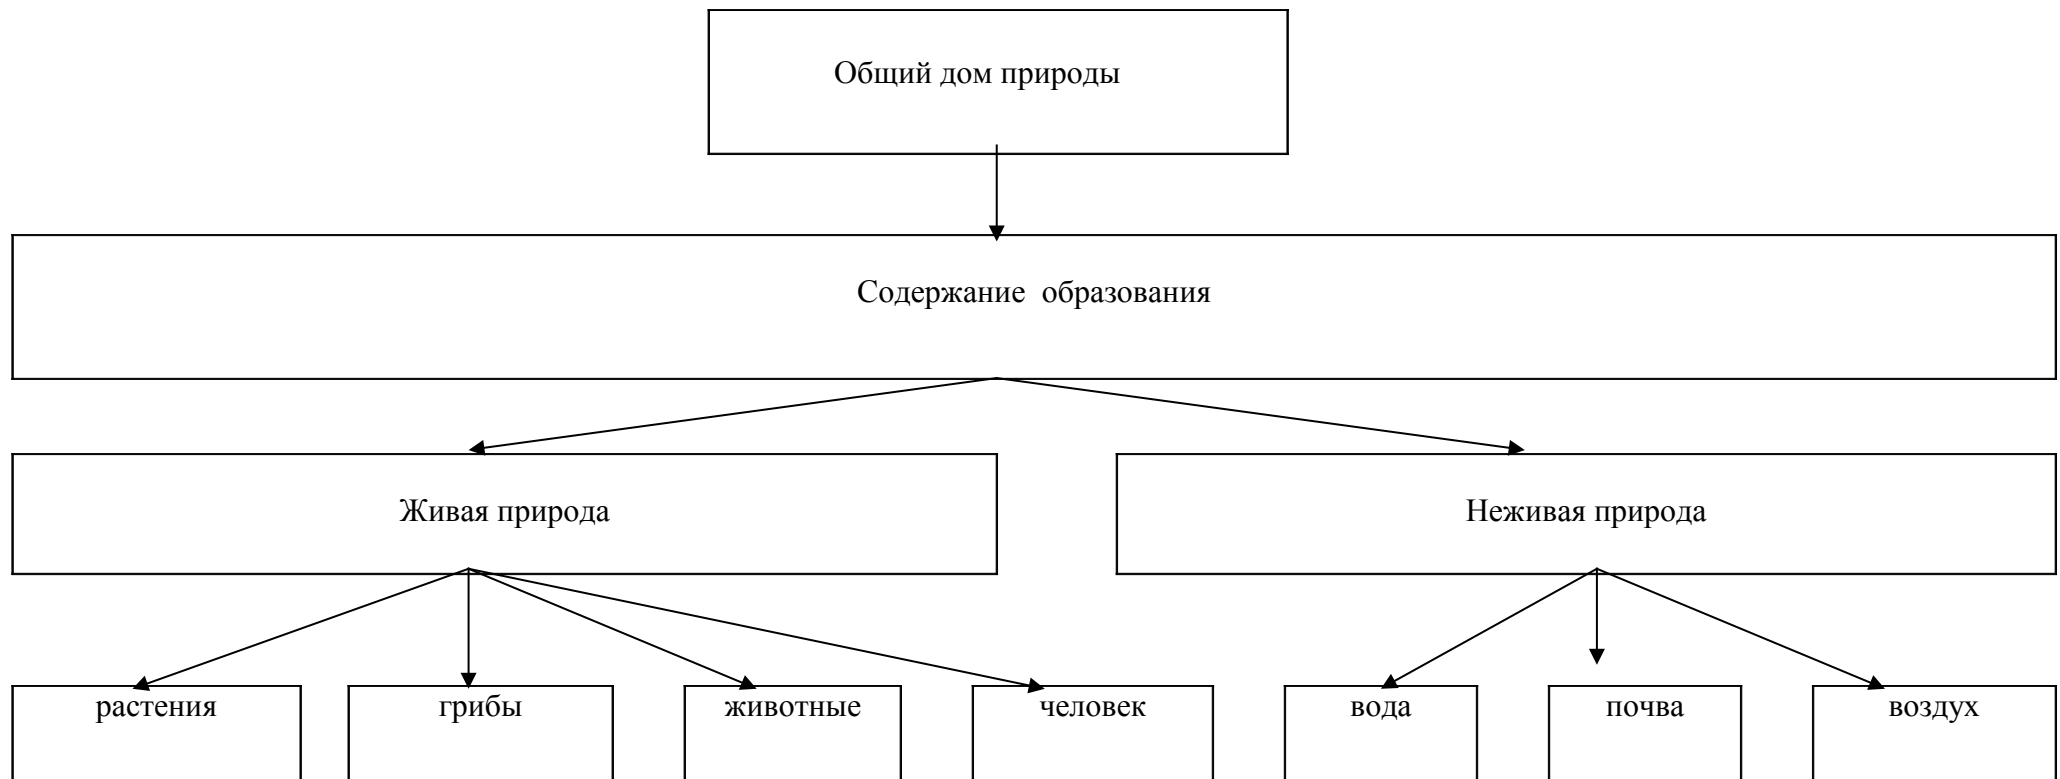 Общий дом природы
Содержание образования
Живая природа
Неживая природа
растения
грибы
животные
человек
вода
почва
воздух